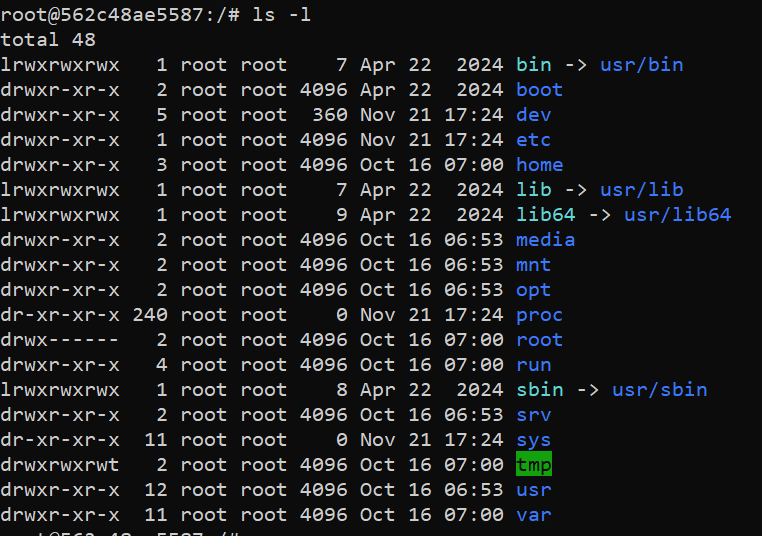 root@562c48ae5587:/# ls -l
total 48
lrwxrwxrwx   1 root root    7 Apr 22  2024 bin -> usr/bin
drwxr-xr-x   2 root root 4096 Apr 22  2024 boot
drwxr-xr-x   5 root root  360 Nov 21 17:24 dev
drwxr-xr-x   1 root root 4096 Nov 21 17:24 etc
drwxr-xr-x   3 root root 4096 Oct 16 07:00 home
lrwxrwxrwx   1 root root    7 Apr 22  2024 lib -> usr/lib
lrwxrwxrwx   1 root root    9 Apr 22  2024 lib64 -> usr/lib64
drwxr-xr-x   2 root root 4096 Oct 16 06:53 media
drwxr-xr-x   2 root root 4096 Oct 16 06:53 mnt
drwxr-xr-x   2 root root 4096 Oct 16 06:53 opt
dr-xr-xr-x 240 root root    0 Nov 21 17:24 proc
drwx------   2 root root 4096 Oct 16 07:00 root
drwxr-xr-x   4 root root 4096 Oct 16 07:00 run
lrwxrwxrwx   1 root root    8 Apr 22  2024 sbin -> usr/sbin
drwxr-xr-x   2 root root 4096 Oct 16 06:53 srv
dr-xr-xr-x  11 root root    0 Nov 21 17:24 sys
drwxrwxrwt   2 root root 4096 Oct 16 07:00 tmp
drwxr-xr-x  12 root root 4096 Oct 16 06:53 usr
drwxr-xr-x  11 root root 4096 Oct 16 07:00 var
root@562c48ae5587:/#